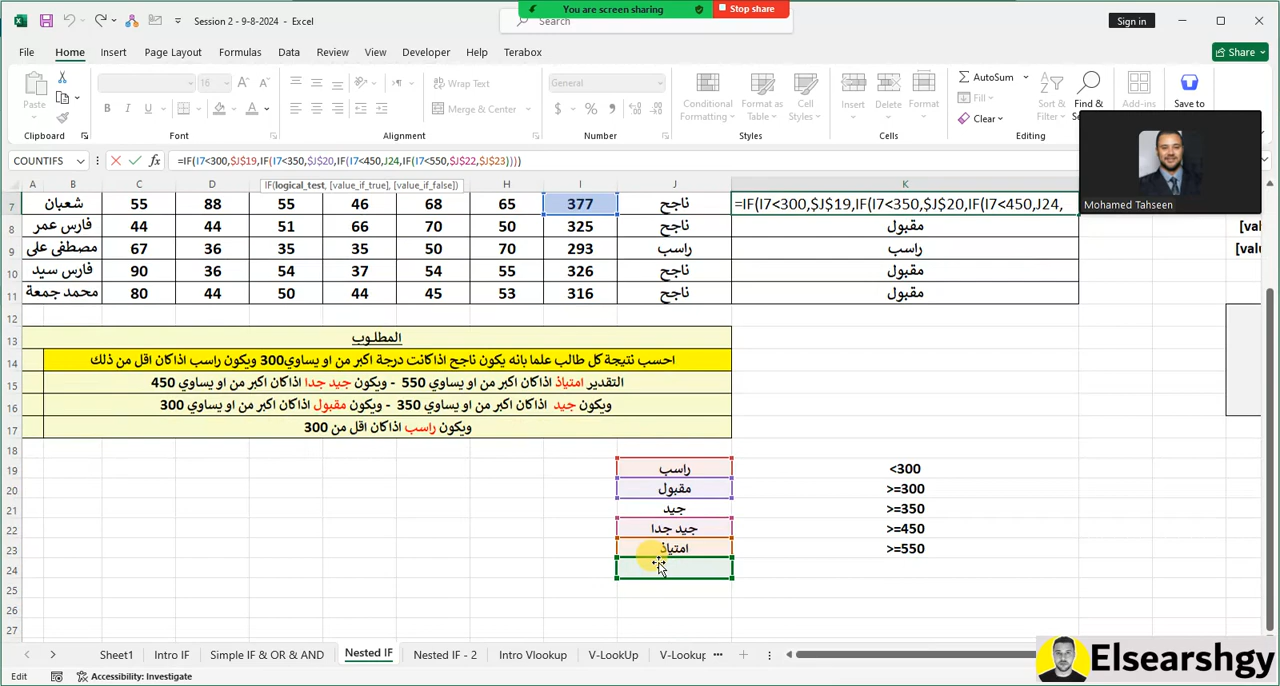 Session 2 - 9-8-2024 - Excel
You are screen sharing
Stop share
Search
Sign in
File Home Insert Draw Page Layout Formulas Data Review View Developer Help Terabox
Share
Paste
16
General
Wrap Text
Merge & Center
Conditional Formatting
Format as Table
Cell Styles
Insert Delete Format
AutoSum
Fill
Clear
Sort & Filter
Find &
Add-ins
Save to
Clipboard Font Alignment Number Styles Cells Editing
COUNTIFS =IF(I7<300,$J$19,IF(I7<350,$J$20,IF(I7<450,J24,IF(I7<550,$J$22,$J$23))))
IF(logical_test, [value_if_true], [value_if_false])
Mohamed Tahseen
A B C D H I J K
7 شعبان 55 88 55 46 68 65 377 ناجح =IF(I7<300,$J$19,IF(I7<350,$J$20,IF(I7<450,J24,
8 فارس عمر 44 44 51 66 70 50 325 ناجح مقبول [val
9 مصطفى على 67 36 35 35 50 70 293 راسب راسب [valu
10 فارس سيد 90 36 54 37 54 55 326 ناجح مقبول
11 محمد جمعة 80 44 50 44 45 53 316 ناجح مقبول
12
13 المطلوب
14 احسب نتيجة كل طالب علما بانه يكون ناجح اذاكانت درجة اكبر من او يساوي300 ويكون راسب اذاكان اقل من ذلك
15 التقدير امتياذ اذاكان اكبر من او يساوي 550 - ويكون جيد جدا اذاكان اكبر من او يساوي 450
16 ويكون جيد اذاكان اكبر من او يساوي 350 - ويكون مقبول اذاكان اكبر من او يساوي 300
17 ويكون راسب اذاكان اقل من 300
18
19 راسب <300
20 مقبول >=300
21 جيد >=350
22 جيد جدا >=450
23 امتياذ >=550
24
25
26
27
Sheet1 Intro IF Simple IF & OR & AND Nested IF Nested IF - 2 Intro Vlookup V-LookUp V-Lookup ...
Edit Accessibility: Investigate
Elsearshgy